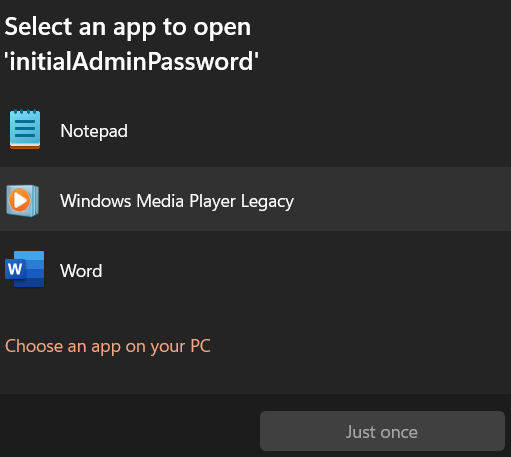 Select an app to open
'initialAdminPassword'
Notepad
Windows Media Player Legacy
W
Word
Choose an app on your PC
Just once